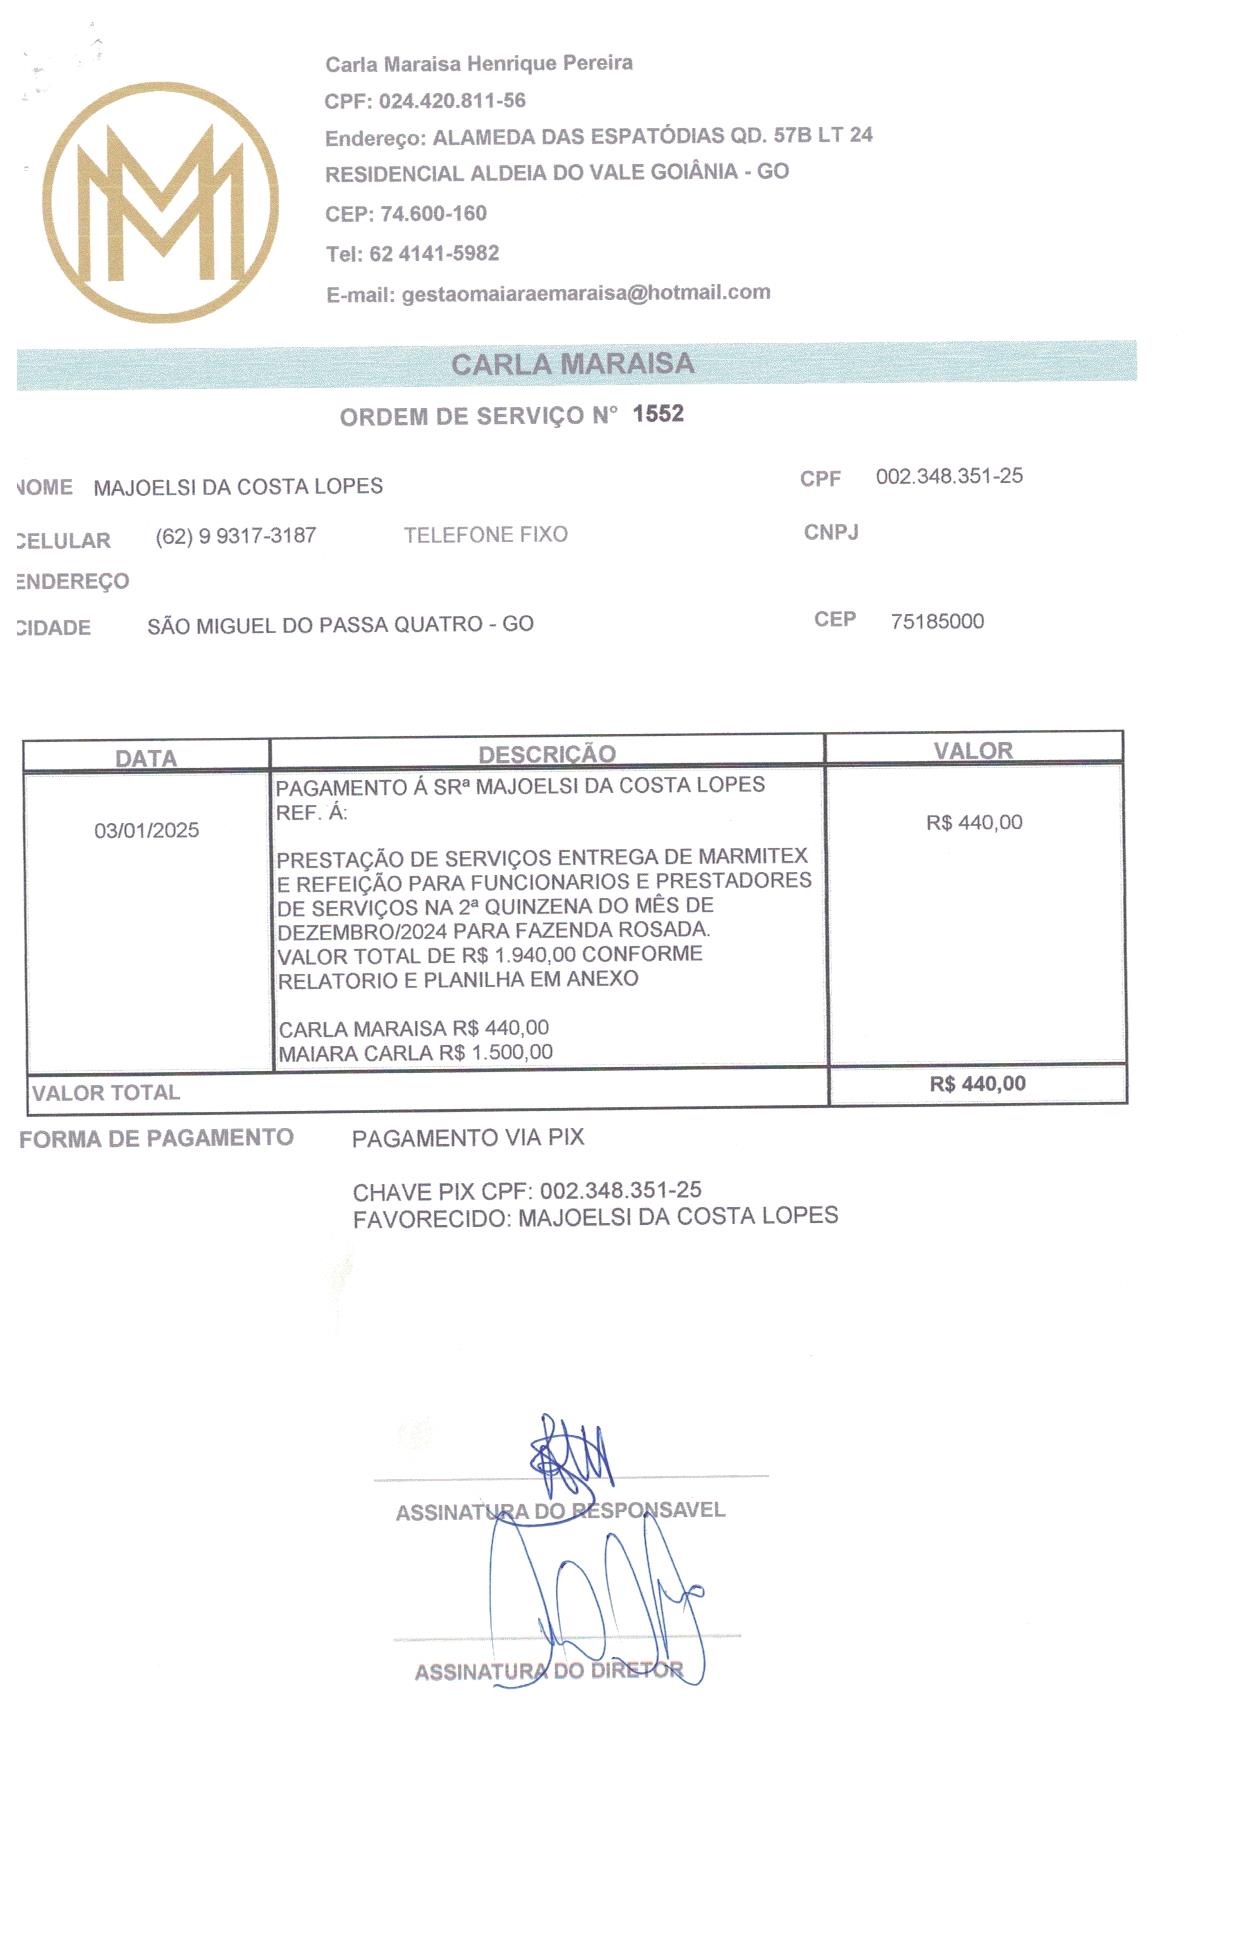 Carla Maraisa Henrique Pereira
CPF: 024.420.811-56
Endereço: ALAMEDA DAS ESPATÓDIAS QD. 57B LT 24
RESIDENCIAL ALDEIA DO VALE GOIÂNIA - GO
CEP: 74.600-160
Tel: 62 4141-5982
E-mail: gestaomaiaraemaraisa@hotmail.com
CARLA MARAISA
ORDEM DE SERVIÇO N° 1552
NOME MAJOELSI DA COSTA LOPES CPF 002.348.351-25
CELULAR (62) 9 9317-3187 TELEFONE FIXO CNPJ
ENDEREÇO
CIDADE SÃO MIGUEL DO PASSA QUATRO - GO CEP 75185000
DATA DESCRIÇÃO VALOR
PAGAMENTO Á SRª MAJOELSI DA COSTA LOPES
REF. Á:
03/01/2025 R$ 440,00
PRESTAÇÃO DE SERVIÇOS ENTREGA DE MARMITEX
E REFEIÇÃO PARA FUNCIONARIOS E PRESTADORES
DE SERVIÇOS NA 2ª QUINZENA DO MÊS DE
DEZEMBRO/2024 PARA FAZENDA ROSADA.
VALOR TOTAL DE R$ 1.940,00 CONFORME
RELATORIO E PLANILHA EM ANEXO
CARLA MARAISA R$ 440,00
MAIARA CARLA R$ 1.500,00
VALOR TOTAL R$ 440,00
FORMA DE PAGAMENTO PAGAMENTO VIA PIX
CHAVE PIX CPF: 002.348.351-25
FAVORECIDO: MAJOELSI DA COSTA LOPES
ASSINATURA DO RESPONSAVEL
ASSINATURA DO DIRETOR